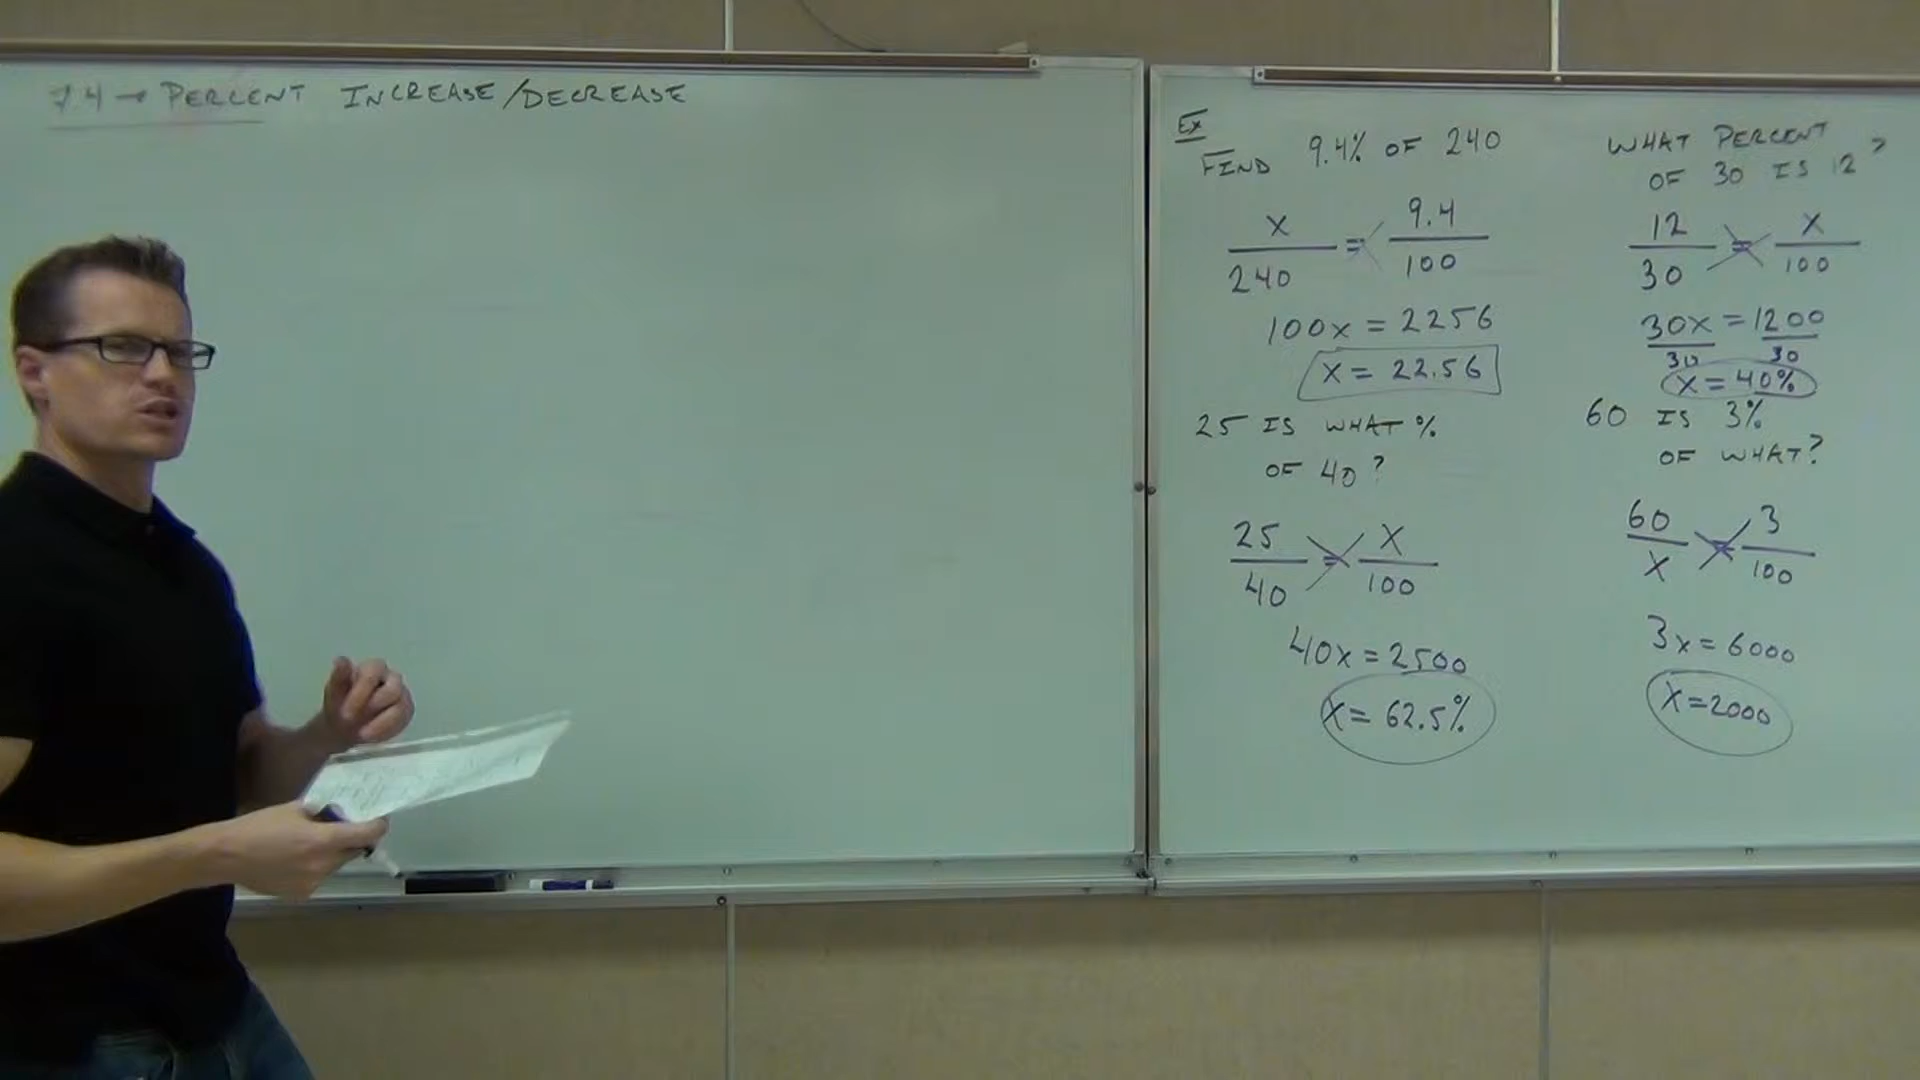 7.4 → PERCENT INCREASE/DECREASE
Ex
FIND 9.4% OF 240
x/240 = 9.4/100
100x = 2256
x = 22.56
25 IS WHAT %
OF 40?
25/40 = x/100
40x = 2500
x = 62.5%
WHAT PERCENT
OF 30 IS 12?
12/30 = x/100
30x = 1200
30 30
x = 40%
60 IS 3%
OF WHAT?
60/x = 3/100
3x = 6000
x = 2000